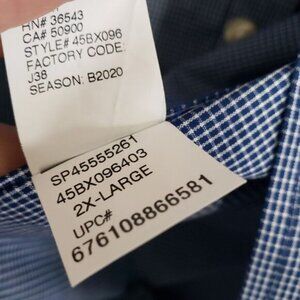 RN# 36543
CA# 50900
STYLE# 45BX096
FACTORY CODE:
J38
SEASON: B2020
SP45555261
45BX096403
2X-LARGE
UPC#
676108866581